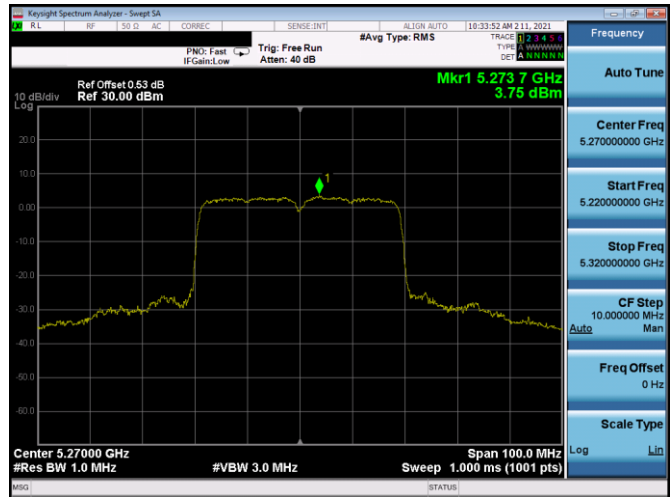 Keysight Spectrum Analyzer - Swept SA
RL RF 50 Ω AC CORREC SENSE:INT ALIGN AUTO 10:33:52 AM 2 11, 2021
#Avg Type: RMS
TRACE 1 2 3 4 5 6
TYPE A WWWWW
DET A N N N N N
PNO: Fast
IFGain:Low
Trig: Free Run
Atten: 40 dB
Mkr1 5.273 7 GHz
3.75 dBm
Ref Offset 0.53 dB
10 dB/div Ref 30.00 dBm
Log
20.0
10.0
1
0.00
-10.0
-20.0
-30.0
-40.0
-50.0
-60.0
Center 5.27000 GHz Span 100.0 MHz
#Res BW 1.0 MHz #VBW 3.0 MHz Sweep 1.000 ms (1001 pts)
MSG STATUS
Frequency
Auto Tune
Center Freq
5.270000000 GHz
Start Freq
5.220000000 GHz
Stop Freq
5.320000000 GHz
CF Step
10.000000 MHz
Auto Man
Freq Offset
0 Hz
Scale Type
Log Lin